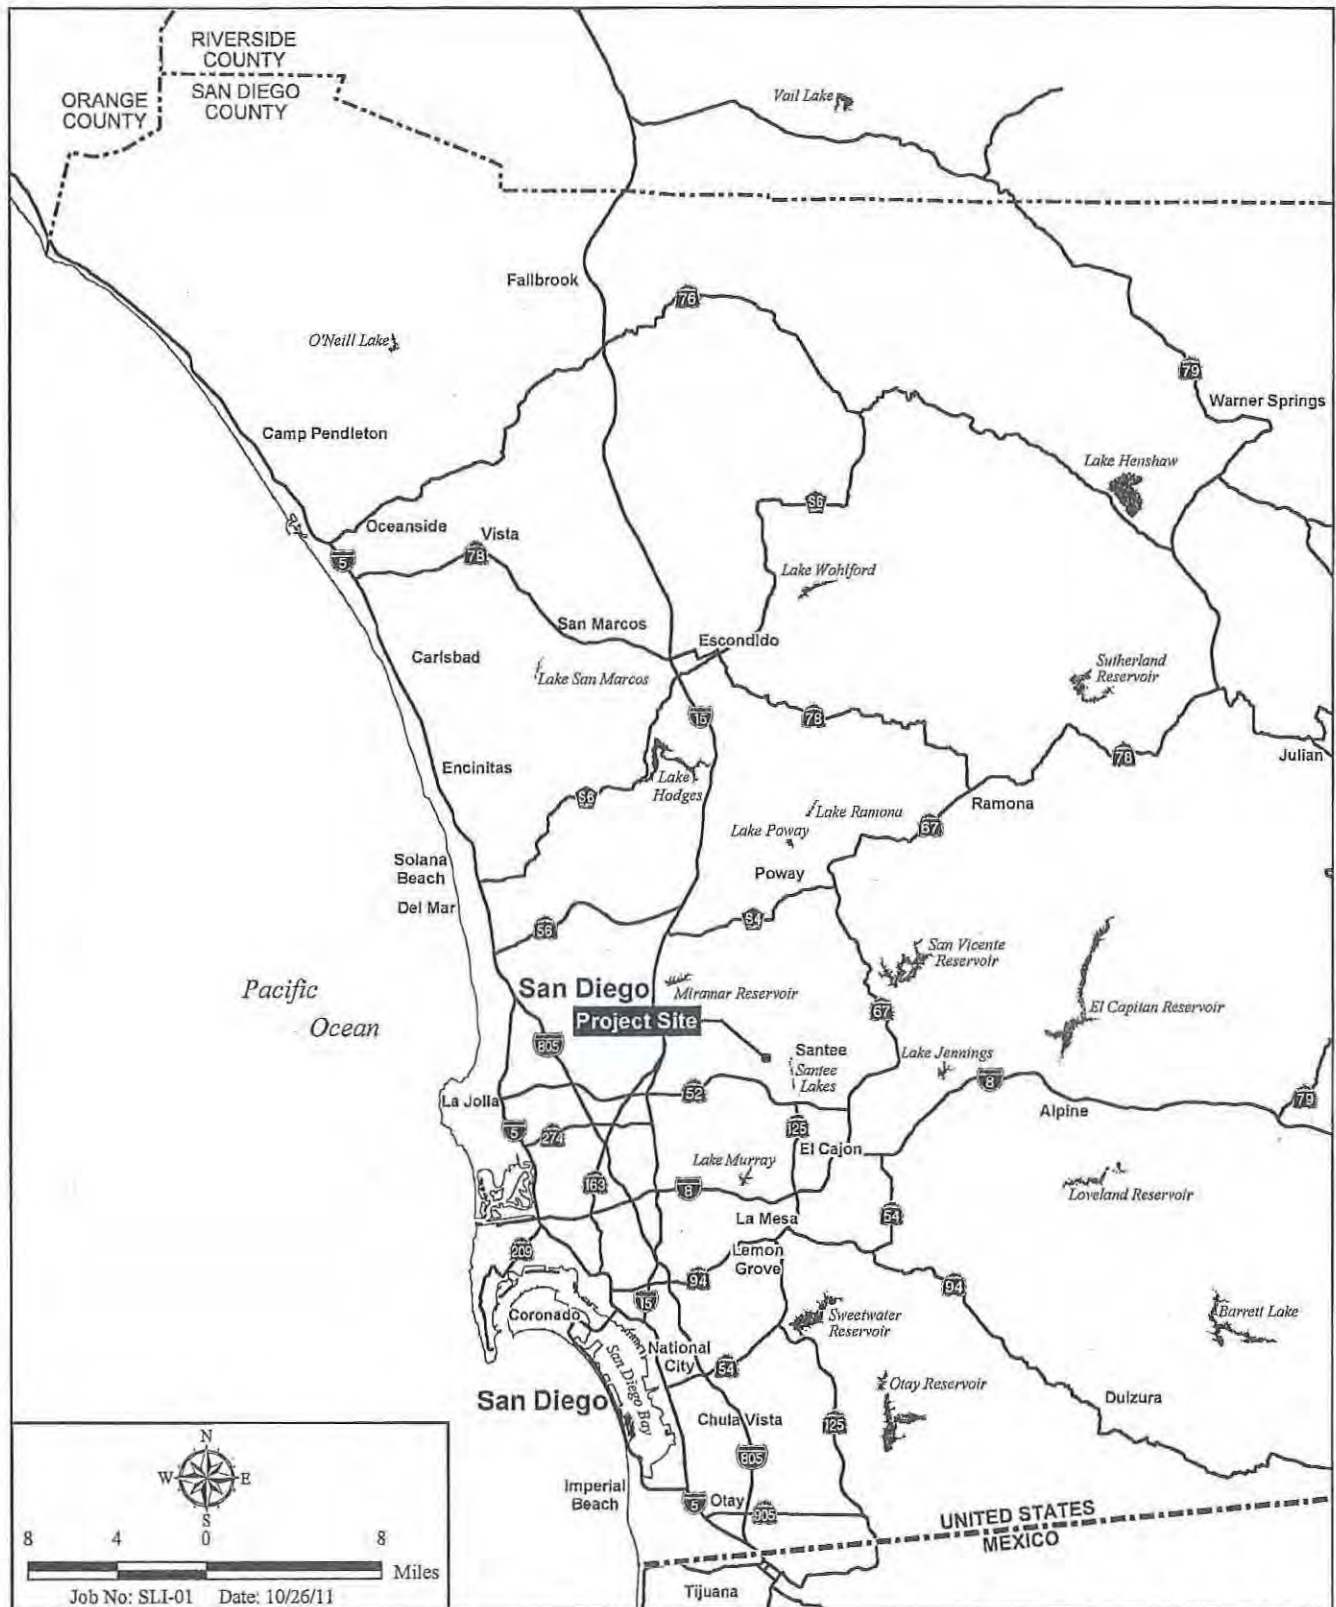 RIVERSIDE
COUNTY
SAN DIEGO
COUNTY
ORANGE
COUNTY
Vail Lake
Fallbrook
76
O'Neill Lake
79
Warner Springs
Camp Pendleton
Lake Henshaw
S6
Oceanside
Vista
5
78
Lake Wohlford
San Marcos
Escondido
Carlsbad
Lake San Marcos
Sutherland
Reservoir
15
78
78
Julian
Encinitas
Lake
Hodges
S6
Lake Ramona
Ramona
67
Lake Poway
Solana
Beach
Poway
Del Mar
56
S4
San Vicente
Reservoir
Pacific
Ocean
San Diego
Miramar Reservoir
El Capitan Reservoir
Project Site
67
805
Santee
Santee
Lakes
Lake Jennings
8
La Jolla
52
Alpine
79
5
274
125
El Cajon
Lake Murray
163
8
Loveland Reservoir
La Mesa
54
209
Lemon
Grove
94
94
15
Coronado
Sweetwater
Reservoir
Barrett Lake
National
City
54
San Diego Bay
San Diego
Otay Reservoir
Dulzura
Chula Vista
125
805
Imperial
Beach
5
Otay
905
UNITED STATES
MEXICO
Tijuana
N
W
E
S
8
4
0
8
Miles
Job No: SLI-01 Date: 10/26/11